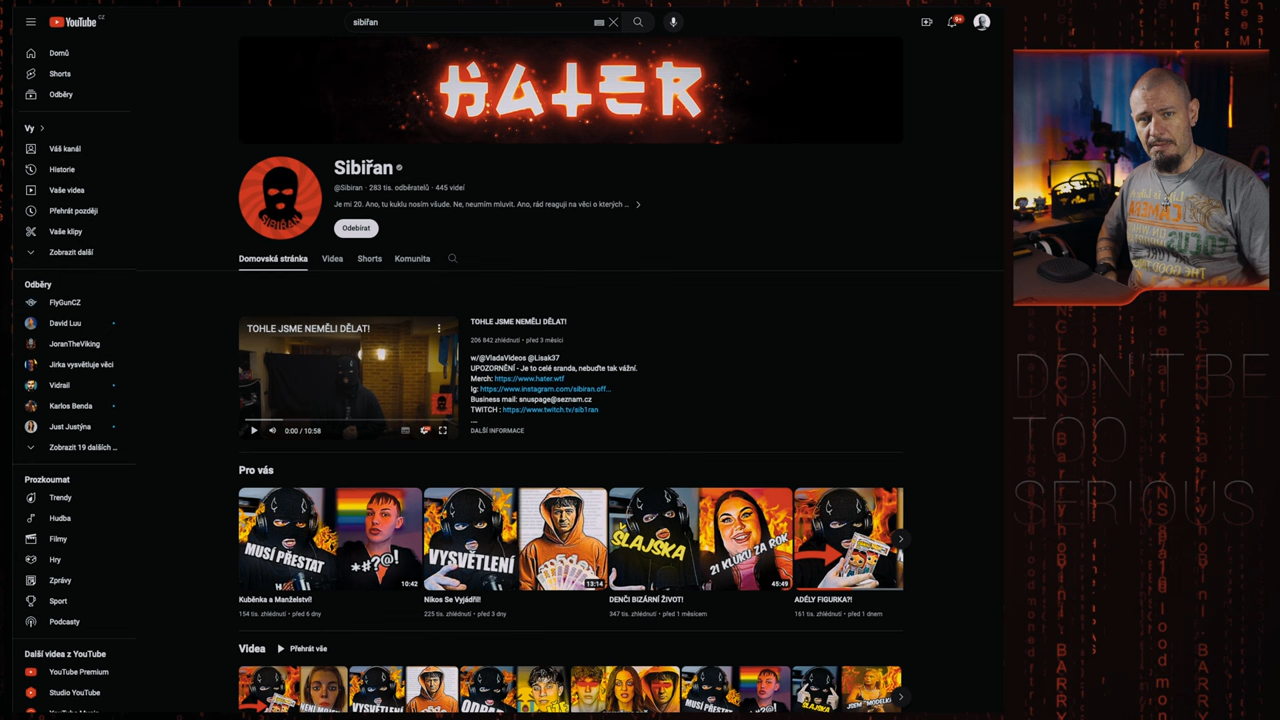 YouTube CZ
sibiřan
9+
Domů
Shorts
Odběry
Vy
Váš kanál
Historie
Vaše videa
Přehrát později
Vaše klipy
Zobrazit další
Odběry
FlyGunCZ
David Luu
JoranTheViking
Jirka vysvětluje věci
Vidrail
Karlos Benda
Just Justýna
Zobrazit 19 dalších ...
Prozkoumat
Trendy
Hudba
Filmy
Hry
Zprávy
Sport
Podcasty
Další videa z YouTube
YouTube Premium
Studio YouTube
HATER
SIBIŘAN
Sibiřan
@Sibiran · 283 tis. odběratelů · 445 videí
Je mi 20. Ano, tu kuklu nosím všude. Ne, neumím mluvit. Ano, rád reaguji na věci o kterých ...
Odebírat
Domovská stránka Videa Shorts Komunita
TOHLE JSME NEMĚLI DĚLAT!
0:00 / 10:58
TOHLE JSME NEMĚLI DĚLAT!
206 842 zhlédnutí • před 3 měsíci
w/@VladaVideos @Lisak37
UPOZORNĚNÍ - Je to celé sranda, nebuďte tak vážní.
Merch: https://www.hater.wtf
Ig: https://www.instagram.com/sibiran.off...
Business mail: snuspage@seznam.cz
TWITCH : https://www.twitch.tv/sib1ran
...
DALŠÍ INFORMACE
Pro vás
MUSÍ PŘESTAT
*#?@!
10:42
VYSVĚTLENÍ
13:14
ŠLAJŠKA
21 KLUKŮ ZA ROK
45:49
Kuběnka a Manželství!
154 tis. zhlédnutí • před 6 dny
Nikos Se Vyjádřil!
225 tis. zhlédnutí • před 3 dny
DENČI BIZÁRNÍ ŽIVOT!
347 tis. zhlédnutí • před 1 měsícem
ADÉLY FIGURKA?!
161 tis. zhlédnutí • před 1 dnem
Videa
Přehrát vše
VYSVĚTLENÍ
MUSÍ PŘESTAT
ŠLAJŠKA
DON'T BE
TOO
SERIOUS.